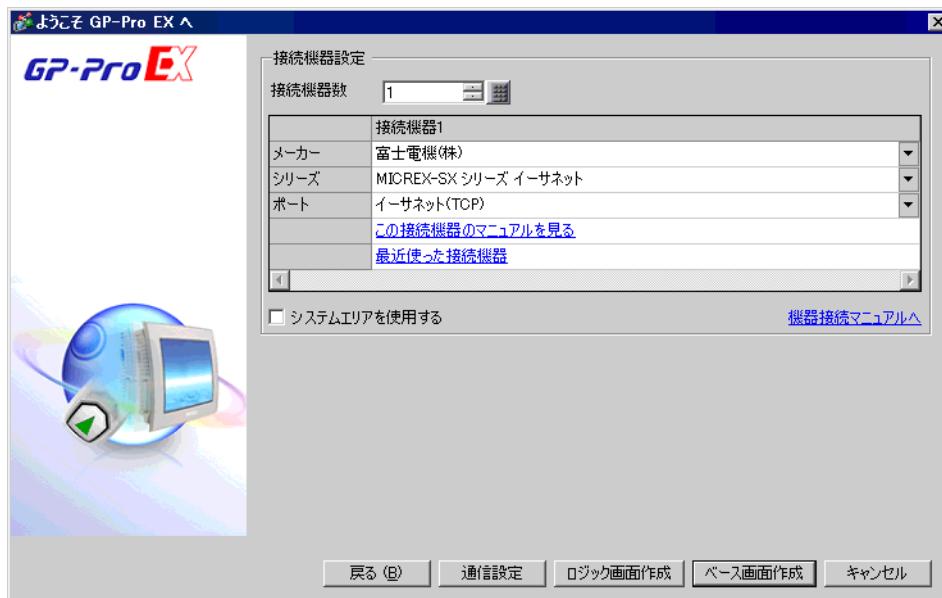 ようこそ GP-Pro EX へ
GP-Pro EX
接続機器設定
接続機器数 1
接続機器1
メーカー 富士電機(株)
シリーズ MICREX-SX シリーズ イーサネット
ポート イーサネット(TCP)
この接続機器のマニュアルを見る
最近使った接続機器
システムエリアを使用する 機器接続マニュアルへ
戻る (B) 通信設定 ロジック画面作成 ベース画面作成 キャンセル